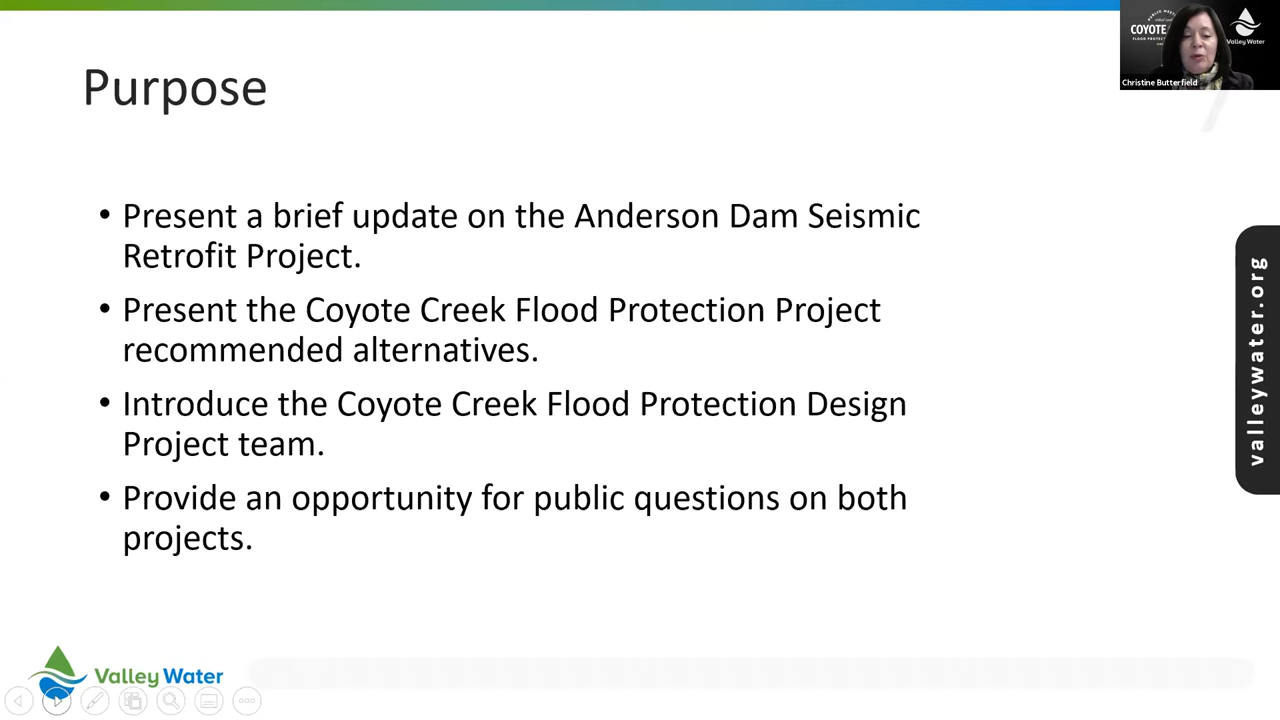 Purpose
• Present a brief update on the Anderson Dam Seismic
Retrofit Project.
• Present the Coyote Creek Flood Protection Project
recommended alternatives.
• Introduce the Coyote Creek Flood Protection Design
Project team.
• Provide an opportunity for public questions on both
projects.
Valley Water
valleywater.org
COYOTE
Valley Water
Christine Butterfield